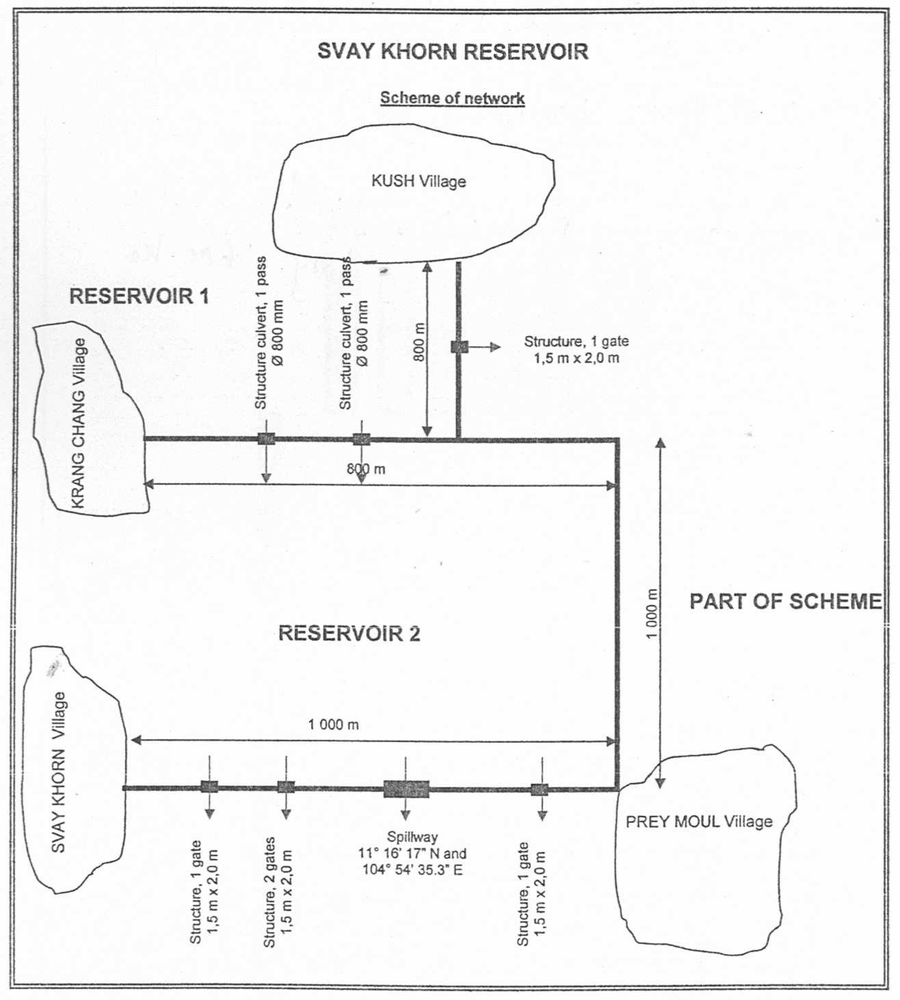 SVAY KHORN RESERVOIR
Scheme of network
KUSH Village
RESERVOIR 1
Structure culvert, 1 pass
Ø 800 mm
Structure culvert, 1 pass
Ø 800 mm
800 m
Structure, 1 gate
1,5 m x 2,0 m
KRANG CHANG Village
800 m
1 000 m
PART OF SCHEME
RESERVOIR 2
SVAY KHORN Village
1 000 m
PREY MOUL Village
Structure, 1 gate
1,5 m x 2,0 m
Structure, 2 gates
1,5 m x 2,0 m
Spillway
11° 16' 17" N and
104° 54' 35.3" E
Structure, 1 gate
1,5 m x 2,0 m